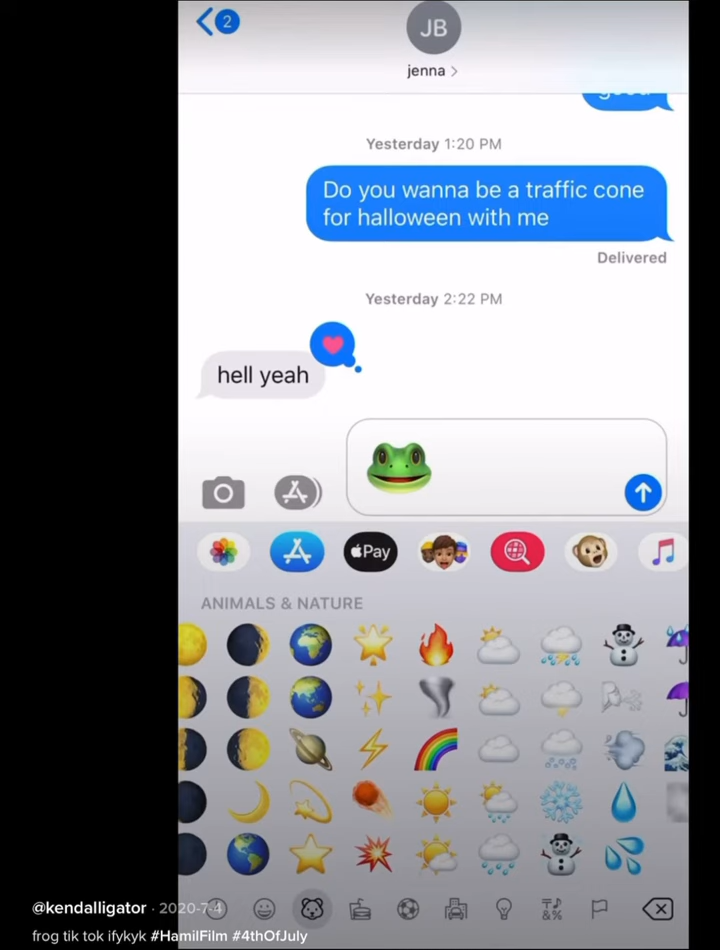 2
JB
jenna
good
Yesterday 1:20 PM
Do you wanna be a traffic cone
for halloween with me
Delivered
Yesterday 2:22 PM
hell yeah
Pay
ANIMALS & NATURE
@kendalligator · 2020-7-4
frog tik tok ifykyk #HamilFilm #4thOfJuly